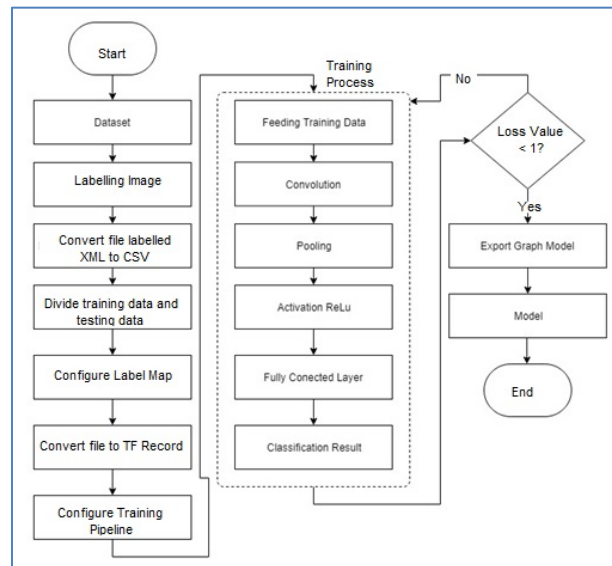 Start
Dataset
Labelling Image
Convert file labelled
XML to CSV
Divide training data and
testing data
Configure Label Map
Convert file to TF Record
Configure Training
Pipeline
Training
Process
Feeding Training Data
Convolution
Pooling
Activation ReLu
Fully Conected Layer
Classification Result
No
Loss Value
< 1?
Yes
Export Graph Model
Model
End